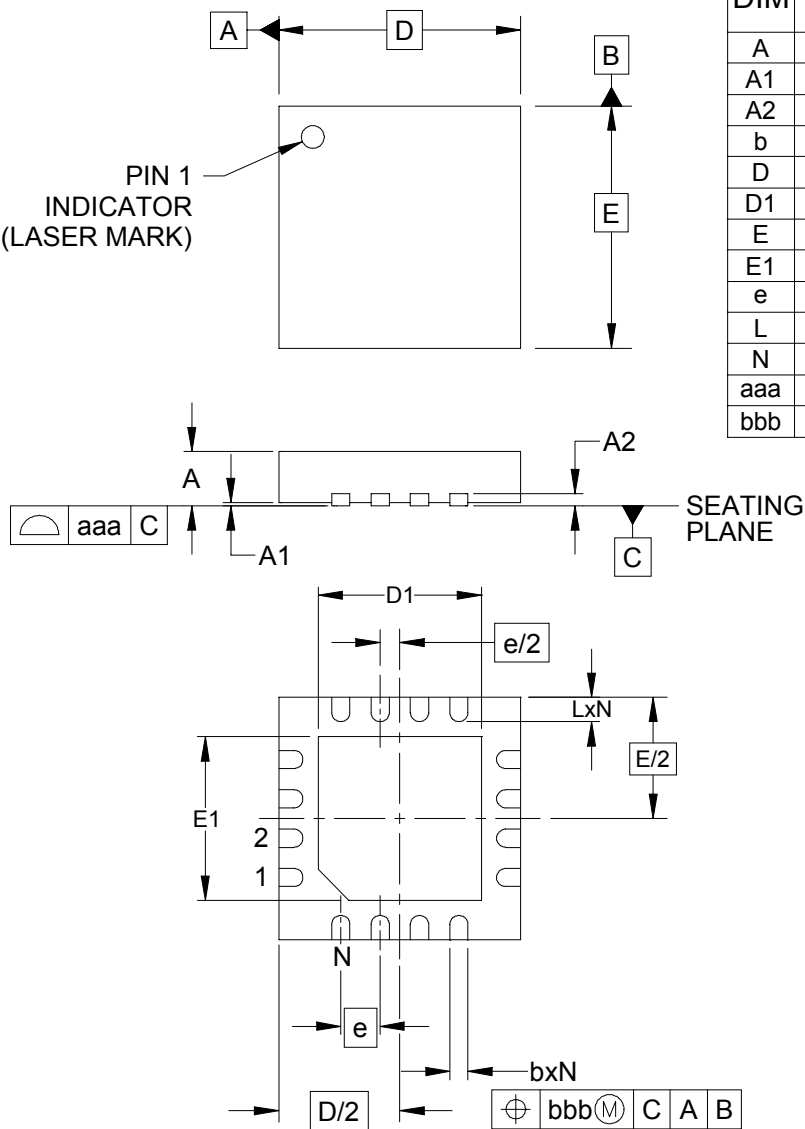 A
D
B
PIN 1
INDICATOR
(LASER MARK)
E
DIM
A
A1
A2
b
D
D1
E
E1
e
L
N
aaa
bbb
A
A2
aaa C
A1
SEATING
PLANE
C
D1
e/2
LxN
E/2
E1
2
1
N
e
bxN
D/2
bbb Ⓜ C A B